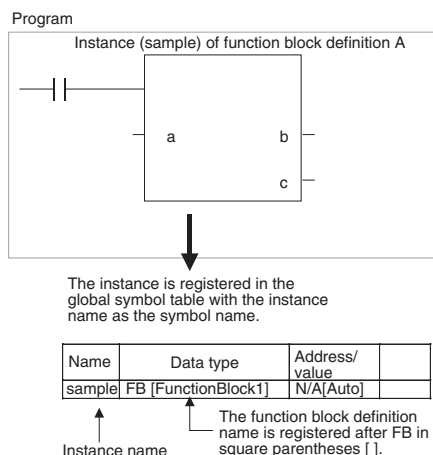 Program
Instance (sample) of function block definition A
a
b
c
The instance is registered in the
global symbol table with the instance
name as the symbol name.
Name Data type Address/
value
sample FB [FunctionBlock1] N/A[Auto]
The function block definition
name is registered after FB in
square parentheses [ ].
Instance name